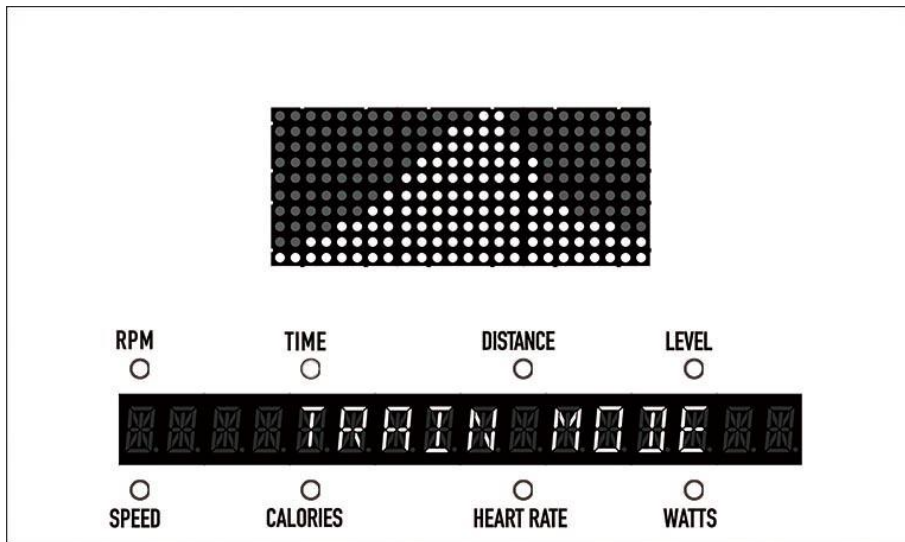 RPM TIME DISTANCE LEVEL
TRAIN MODE
SPEED CALORIES HEART RATE WATTS